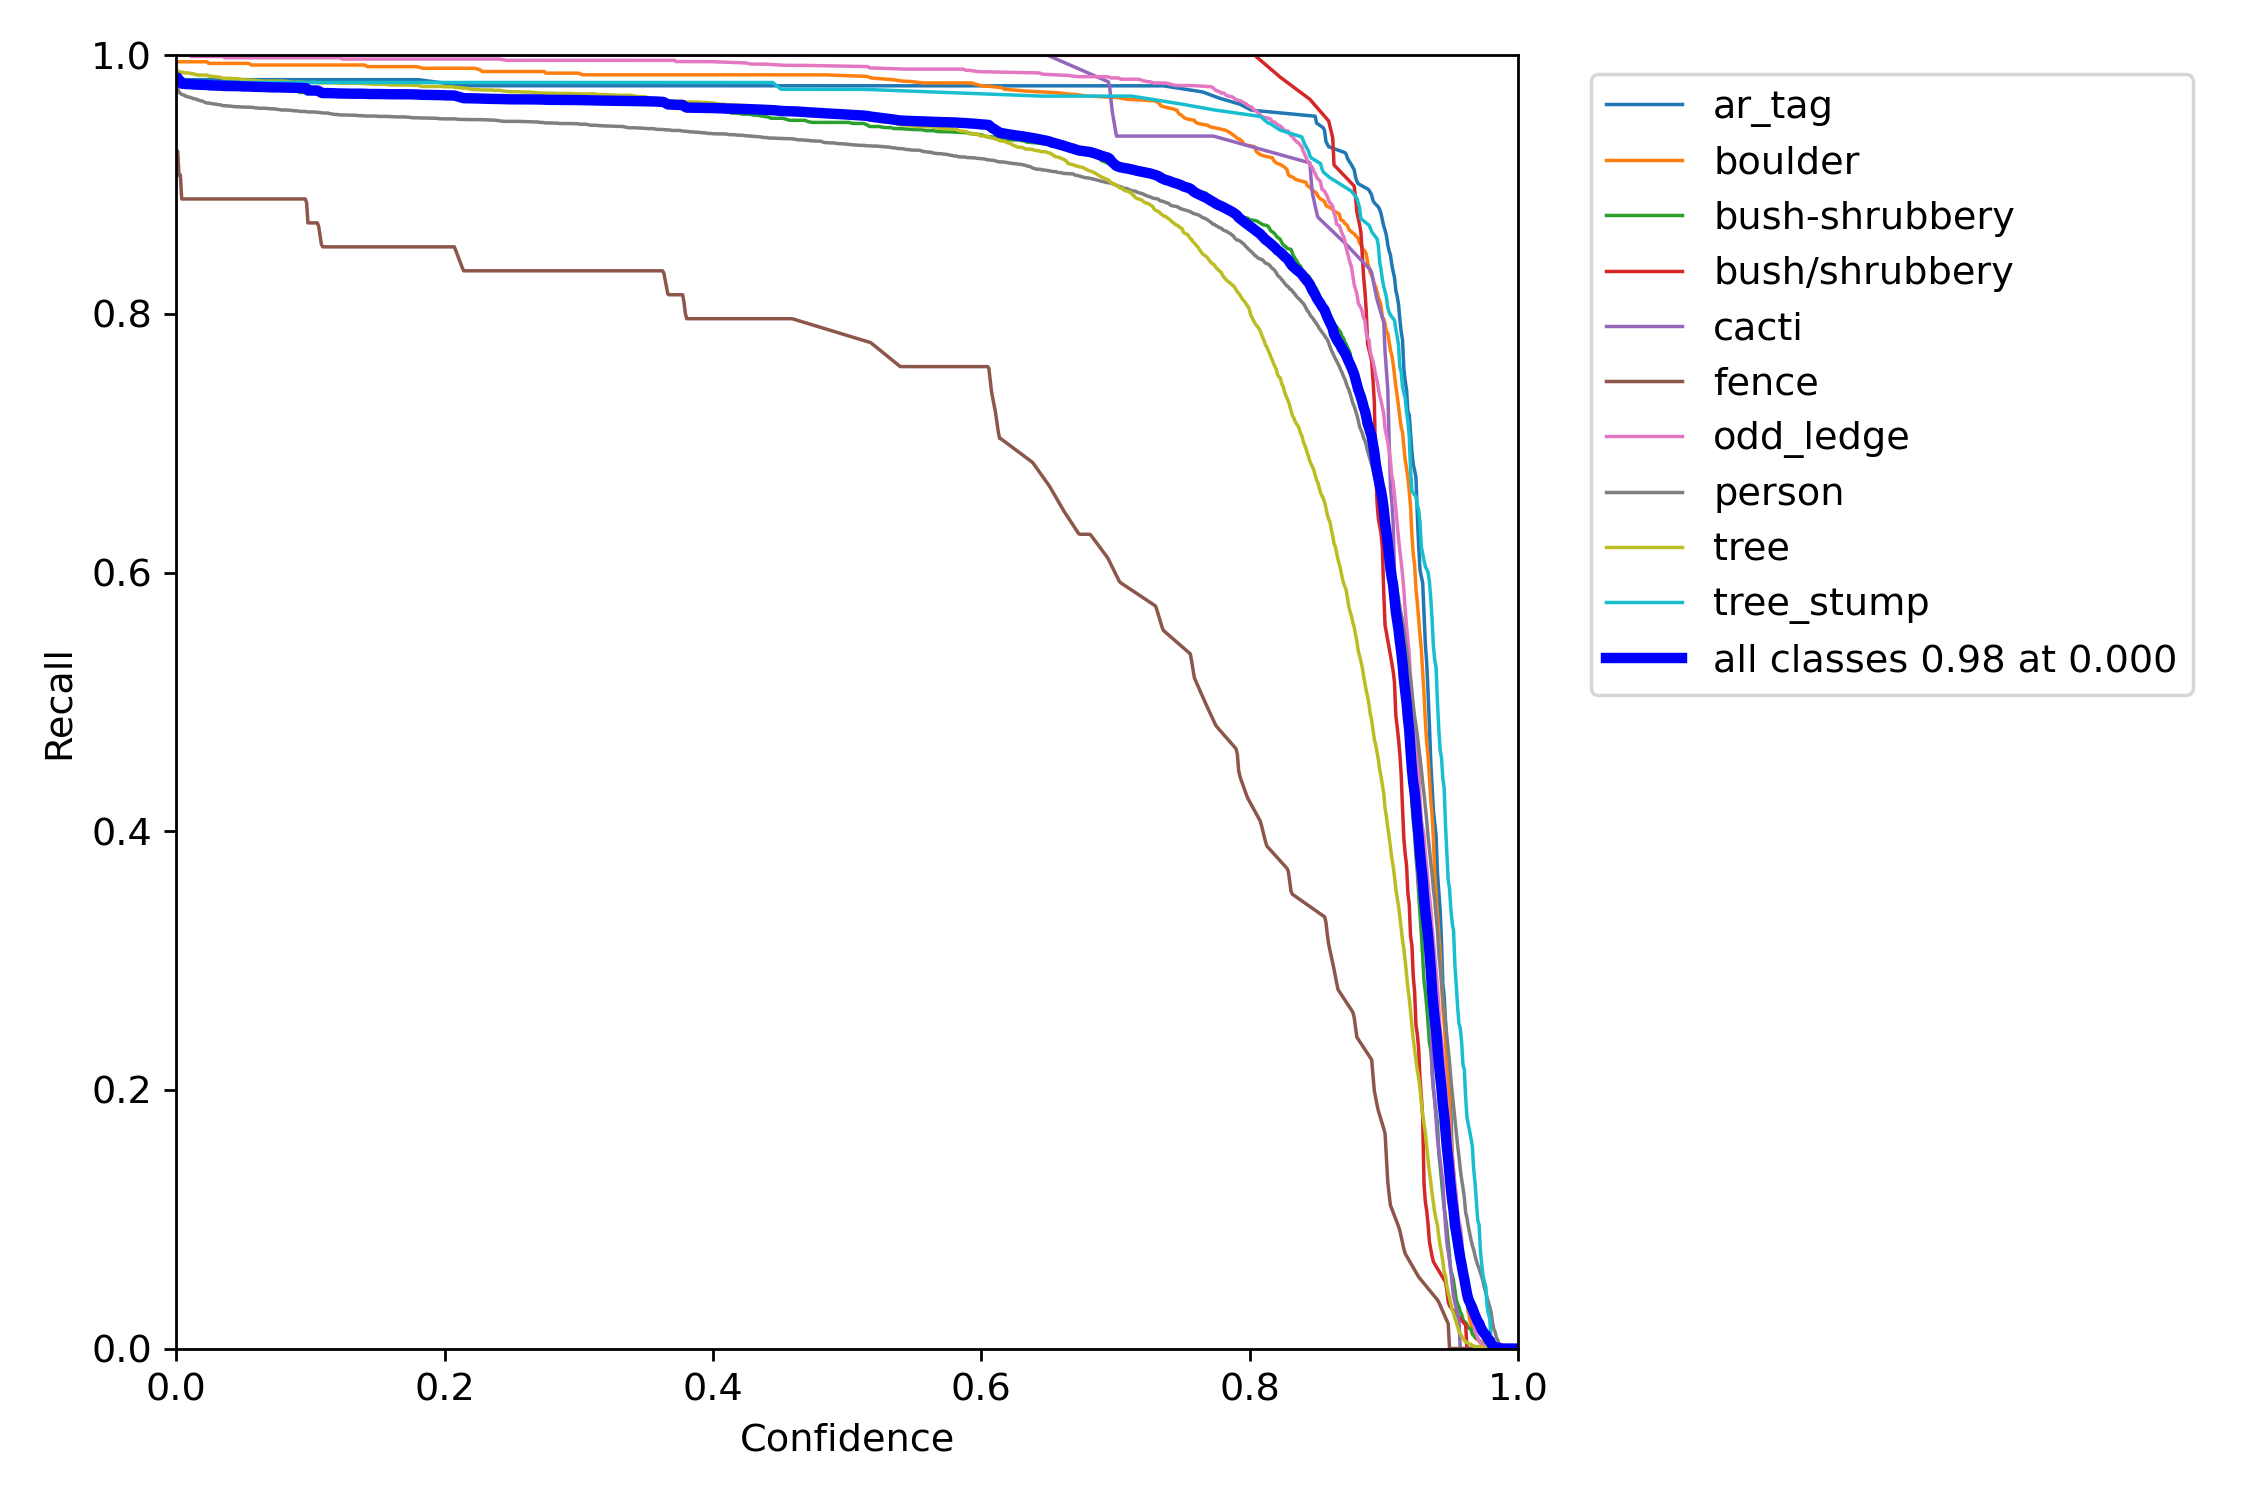 1.0
0.8
0.6
0.4
0.2
0.0
Recall
0.0 0.2 0.4 0.6 0.8 1.0
Confidence
ar_tag
boulder
bush-shrubbery
bush/shrubbery
cacti
fence
odd_ledge
person
tree
tree_stump
all classes 0.98 at 0.000